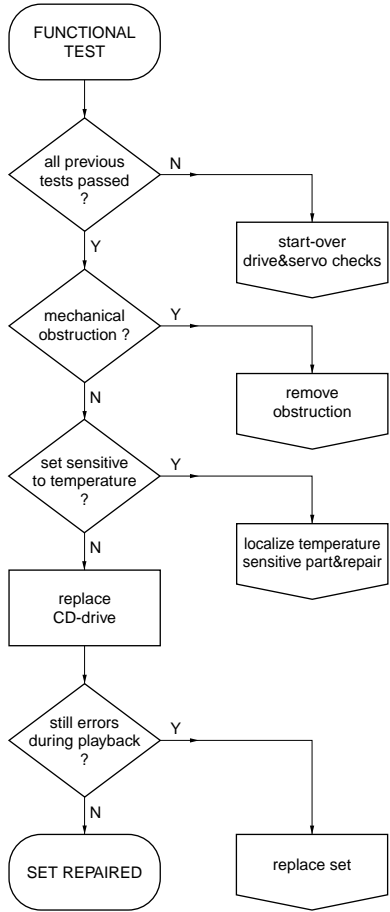 FUNCTIONAL
TEST
all previous
tests passed
?
N
Y
start-over
drive&servo checks
mechanical
obstruction ?
Y
N
remove
obstruction
set sensitive
to temperature
?
Y
N
localize temperature
sensitive part&repair
replace
CD-drive
still errors
during playback
?
Y
N
SET REPAIRED
replace set